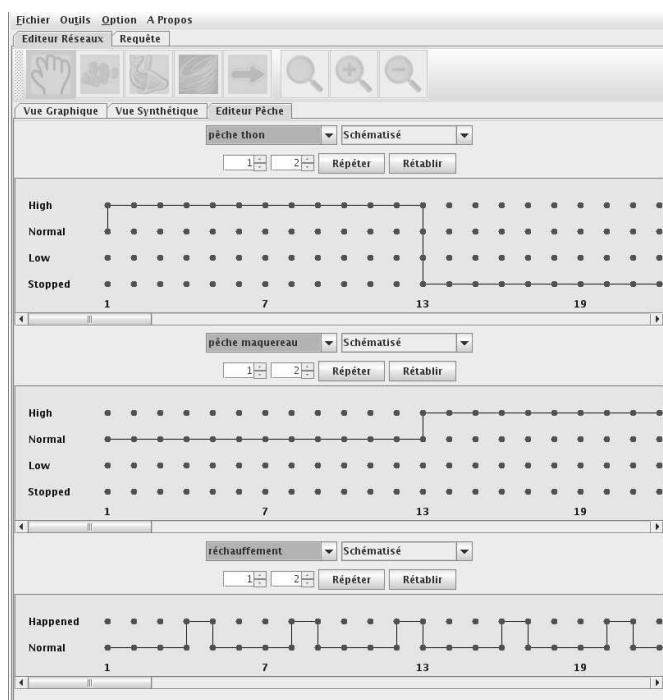 Fichier Outils Option A Propos
Editeur Réseaux Requête
Vue Graphique Vue Synthétique Editeur Pêche
pêche thon Schématisé
1 2 Répéter Rétablir
High
Normal
Low
Stopped
1 7 13 19
pêche maquereau Schématisé
1 2 Répéter Rétablir
High
Normal
Low
Stopped
1 7 13 19
réchauffement Schématisé
1 2 Répéter Rétablir
Happened
Normal
1 7 13 19